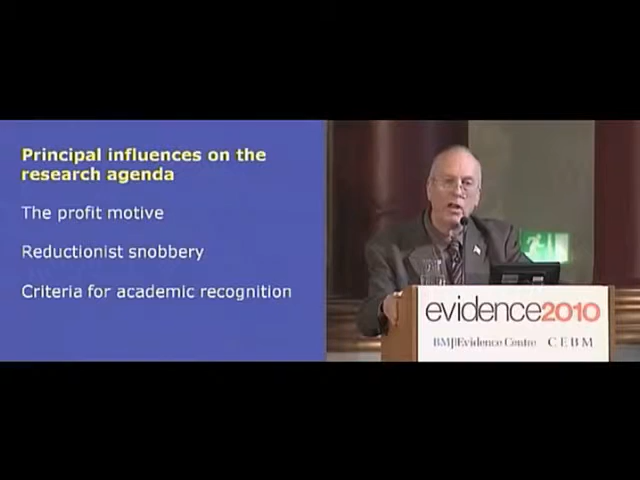 Principal influences on the
research agenda
The profit motive
Reductionist snobbery
Criteria for academic recognition
evidence2010
BMJ|Evidence Centre CEBM